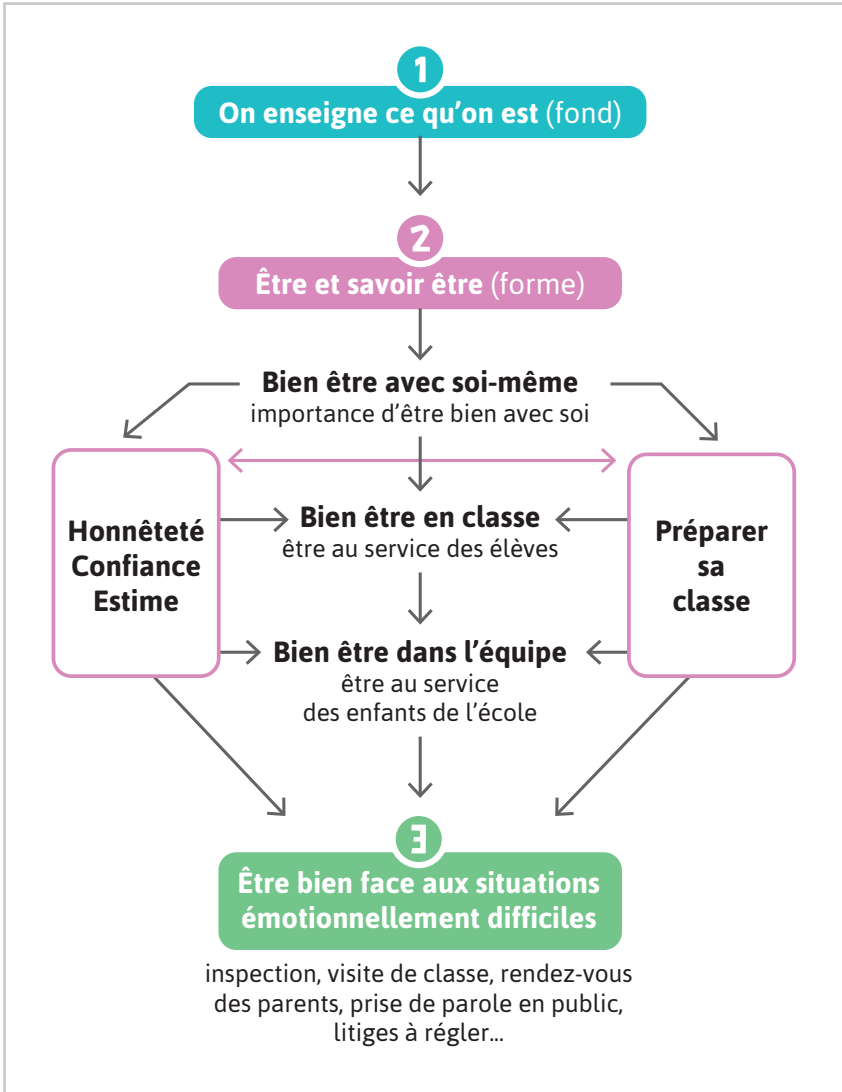 1
On enseigne ce qu'on est (fond)
2
Être et savoir être (forme)
Bien être avec soi-même
importance d'être bien avec soi
Honnêteté
Confiance
Estime
Bien être en classe
être au service des élèves
Préparer
sa
classe
Bien être dans l'équipe
être au service
des enfants de l'école
3
Être bien face aux situations
émotionnellement difficiles
inspection, visite de classe, rendez-vous
des parents, prise de parole en public,
litiges à régler...